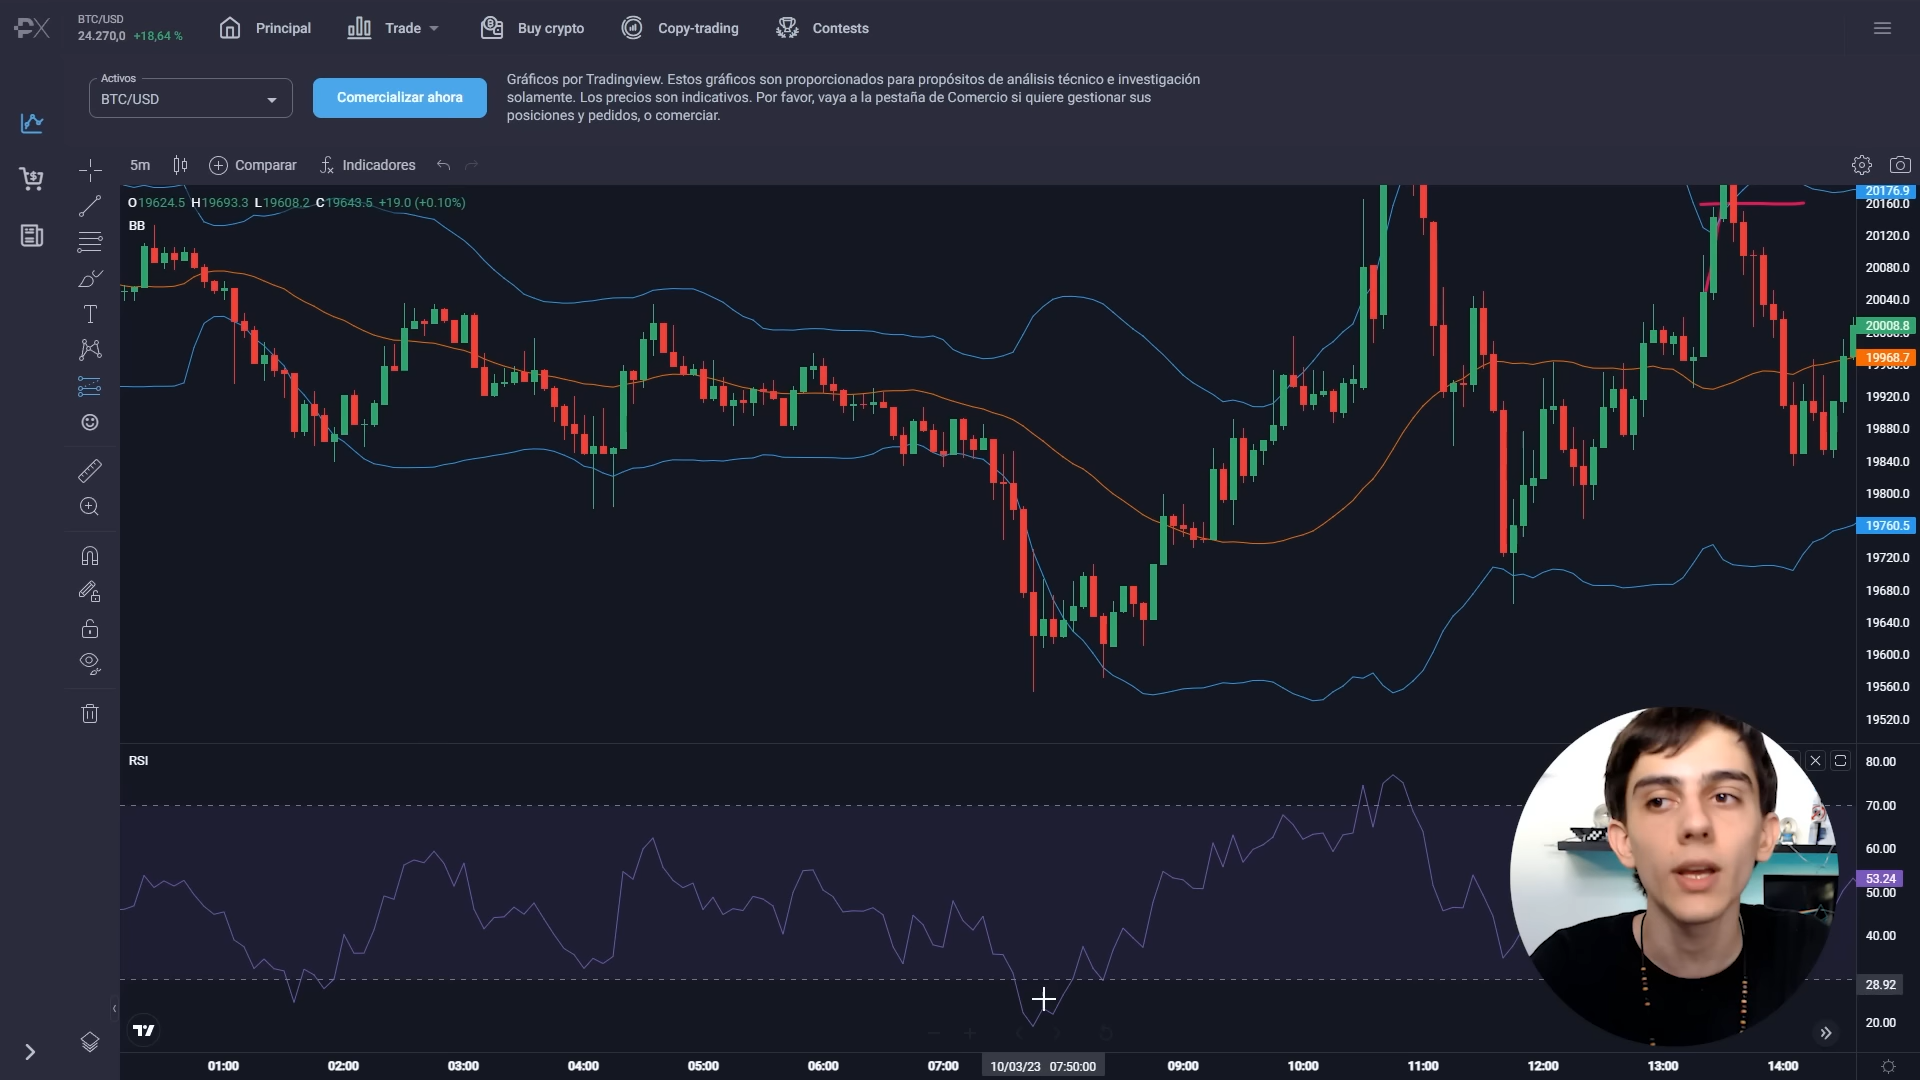 PX
BTC/USD
24.270,0 +18,64 %
Principal
Trade
Buy crypto
Copy-trading
Contests
Activos
BTC/USD
Comercializar ahora
Gráficos por Tradingview. Estos gráficos son proporcionados para propósitos de análisis técnico e investigación
solamente. Los precios son indicativos. Por favor, vaya a la pestaña de Comercio si quiere gestionar sus
posiciones y pedidos, o comerciar.
5m
Comparar
Indicadores
O19624.5 H19693.3 L19608.2 C19643.5 +19.0 (+0.10%)
BB
20176.9
20160.0
20120.0
20080.0
20040.0
20008.8
19968.7
19920.0
19880.0
19840.0
19800.0
19760.5
19720.0
19680.0
19640.0
19600.0
19560.0
19520.0
RSI
80.00
70.00
60.00
53.24
50.00
40.00
28.92
20.00
01:00
02:00
03:00
04:00
05:00
06:00
07:00
10/03/23 07:50:00
09:00
10:00
11:00
12:00
13:00
14:00